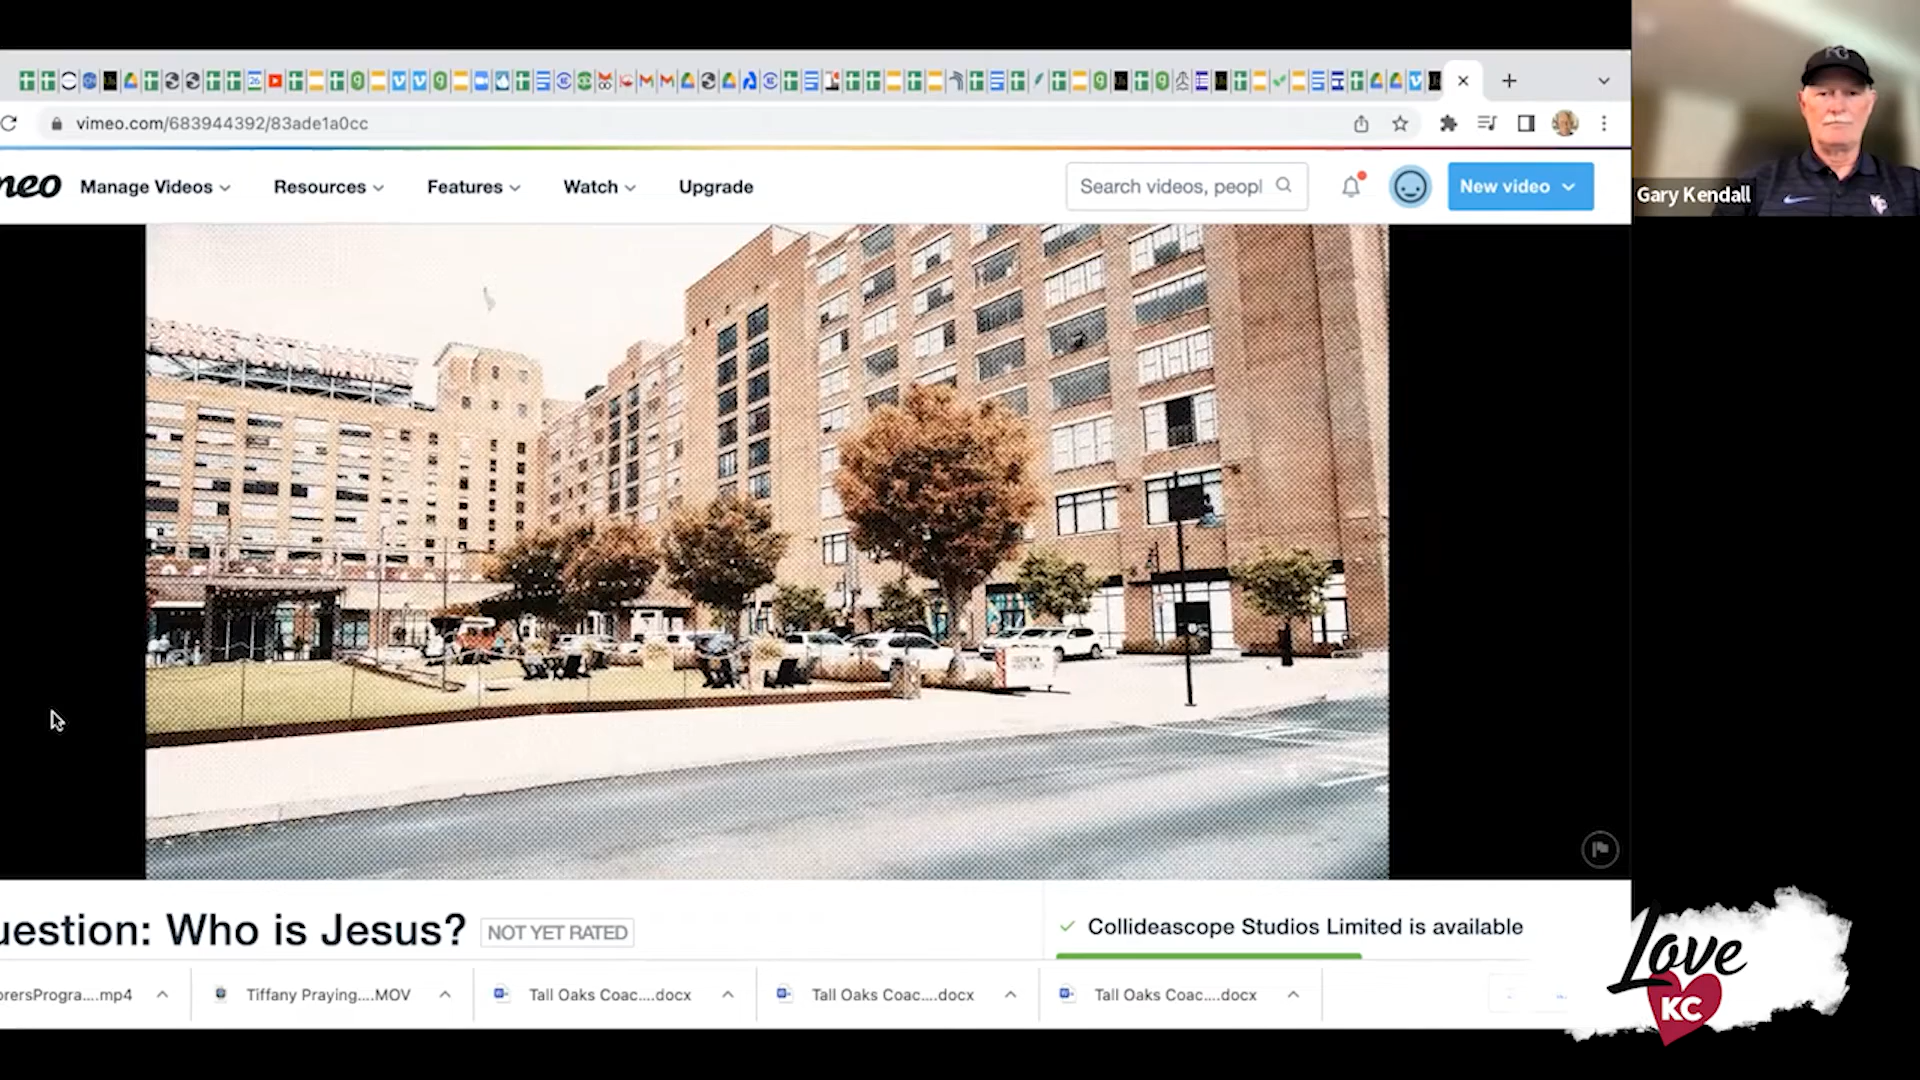 vimeo.com/683944392/83ade1a0cc
meo
Manage Videos
Resources
Features
Watch
Upgrade
Search videos, peopl
New video
Gary Kendall
KC
uestion: Who is Jesus?
NOT YET RATED
Collideascope Studios Limited is available
orersProgra....mp4
Tiffany Praying....MOV
Tall Oaks Coac....docx
Tall Oaks Coac....docx
Tall Oaks Coac....docx
Love
KC